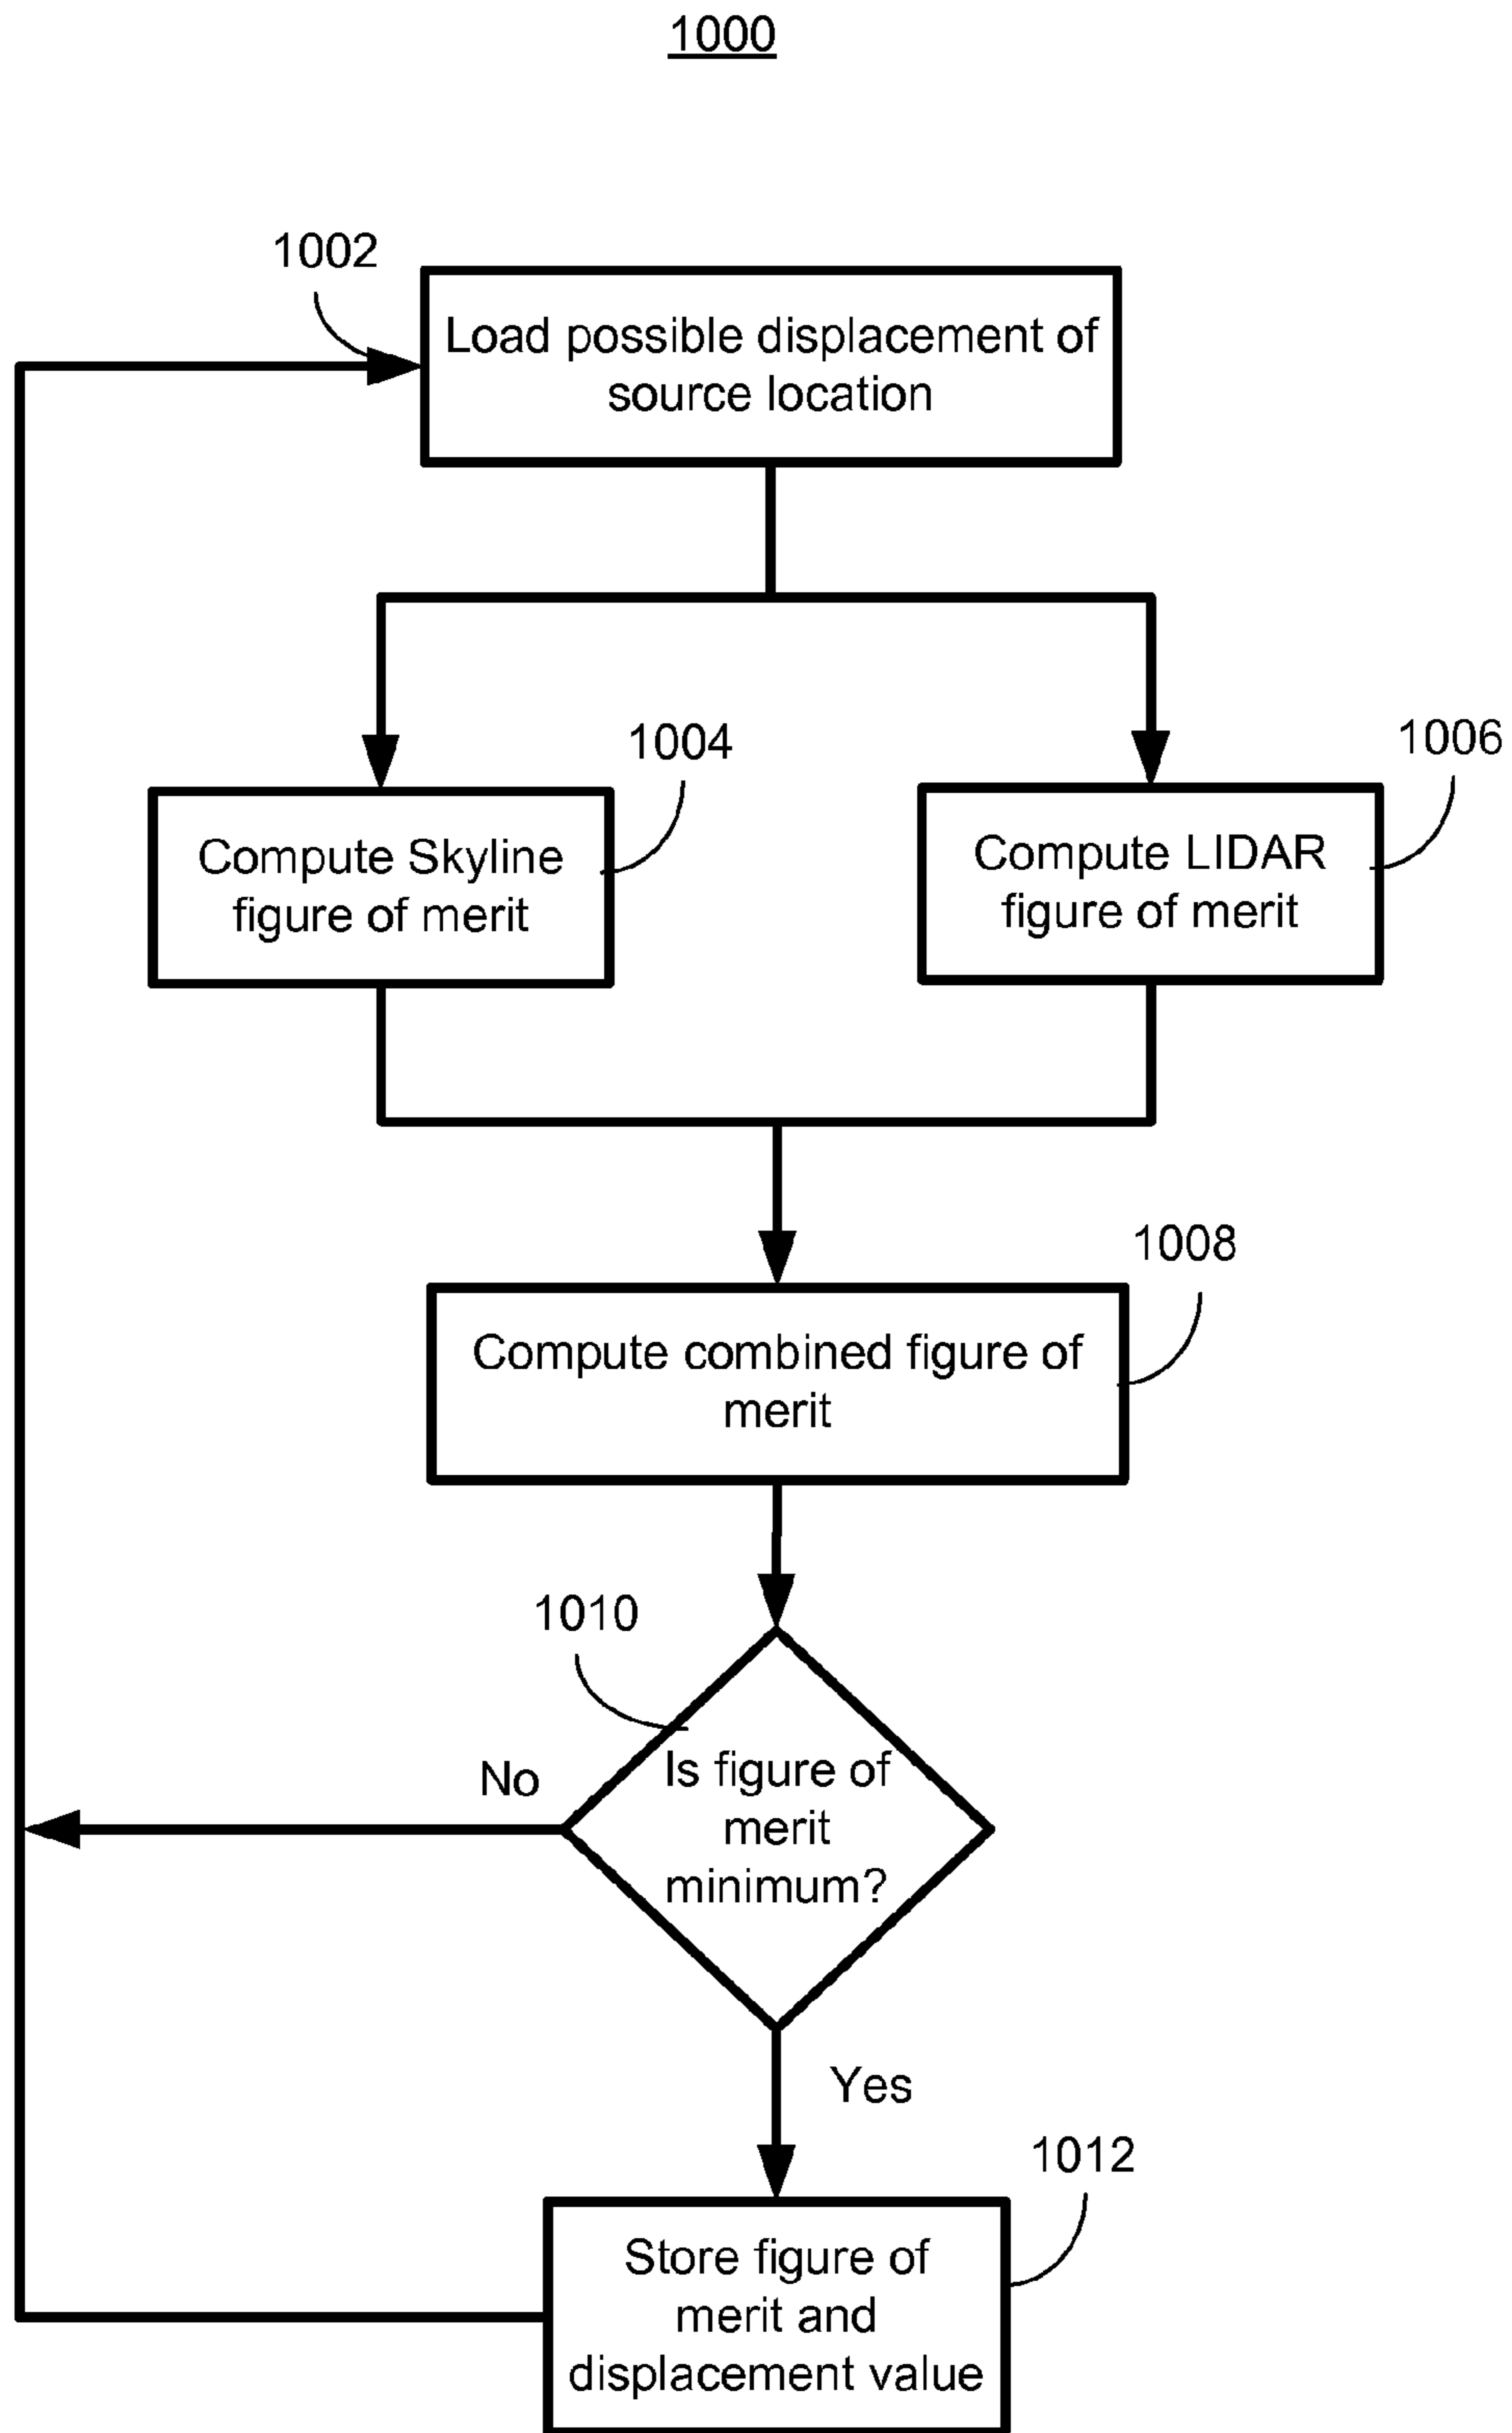 1000
1002
Load possible displacement of
source location
1004
1006
Compute Skyline
figure of merit
Compute LIDAR
figure of merit
1008
Compute combined figure of
merit
1010
No
Is figure of
merit
minimum?
Yes
1012
Store figure of
merit and
displacement value